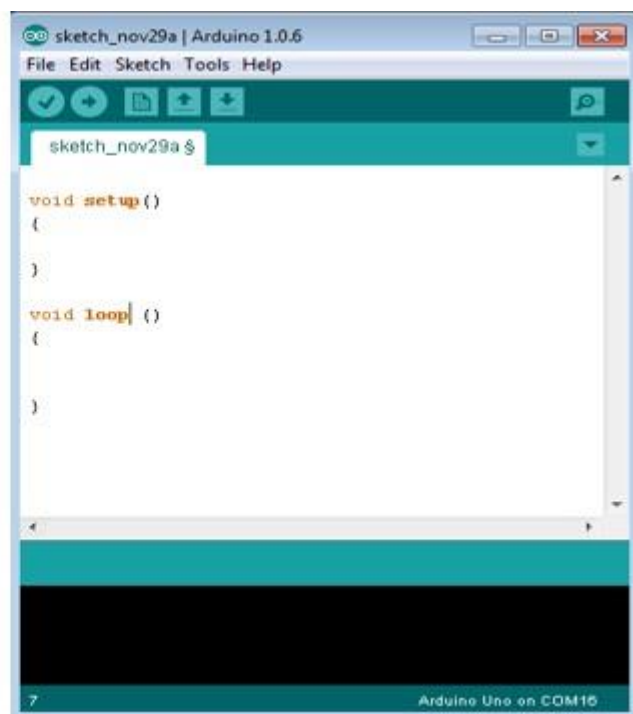 sketch_nov29a | Arduino 1.0.6
File Edit Sketch Tools Help
sketch_nov29a §
void setup()
{
}
void loop ()
{
}
7 Arduino Uno on COM16